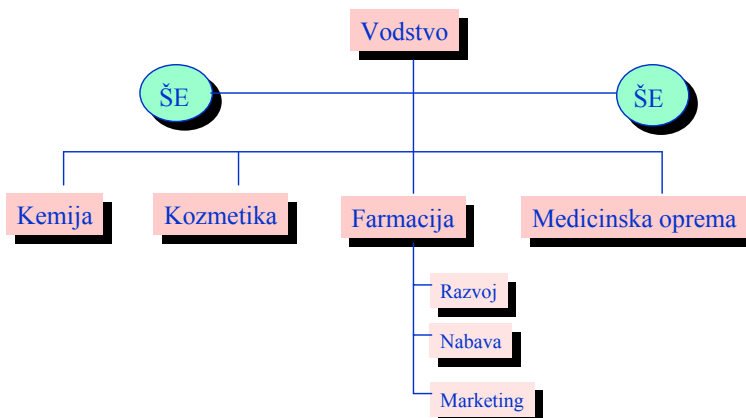 Vodstvo
ŠE
ŠE
Kemija
Kozmetika
Farmacija
Medicinska oprema
Razvoj
Nabava
Marketing